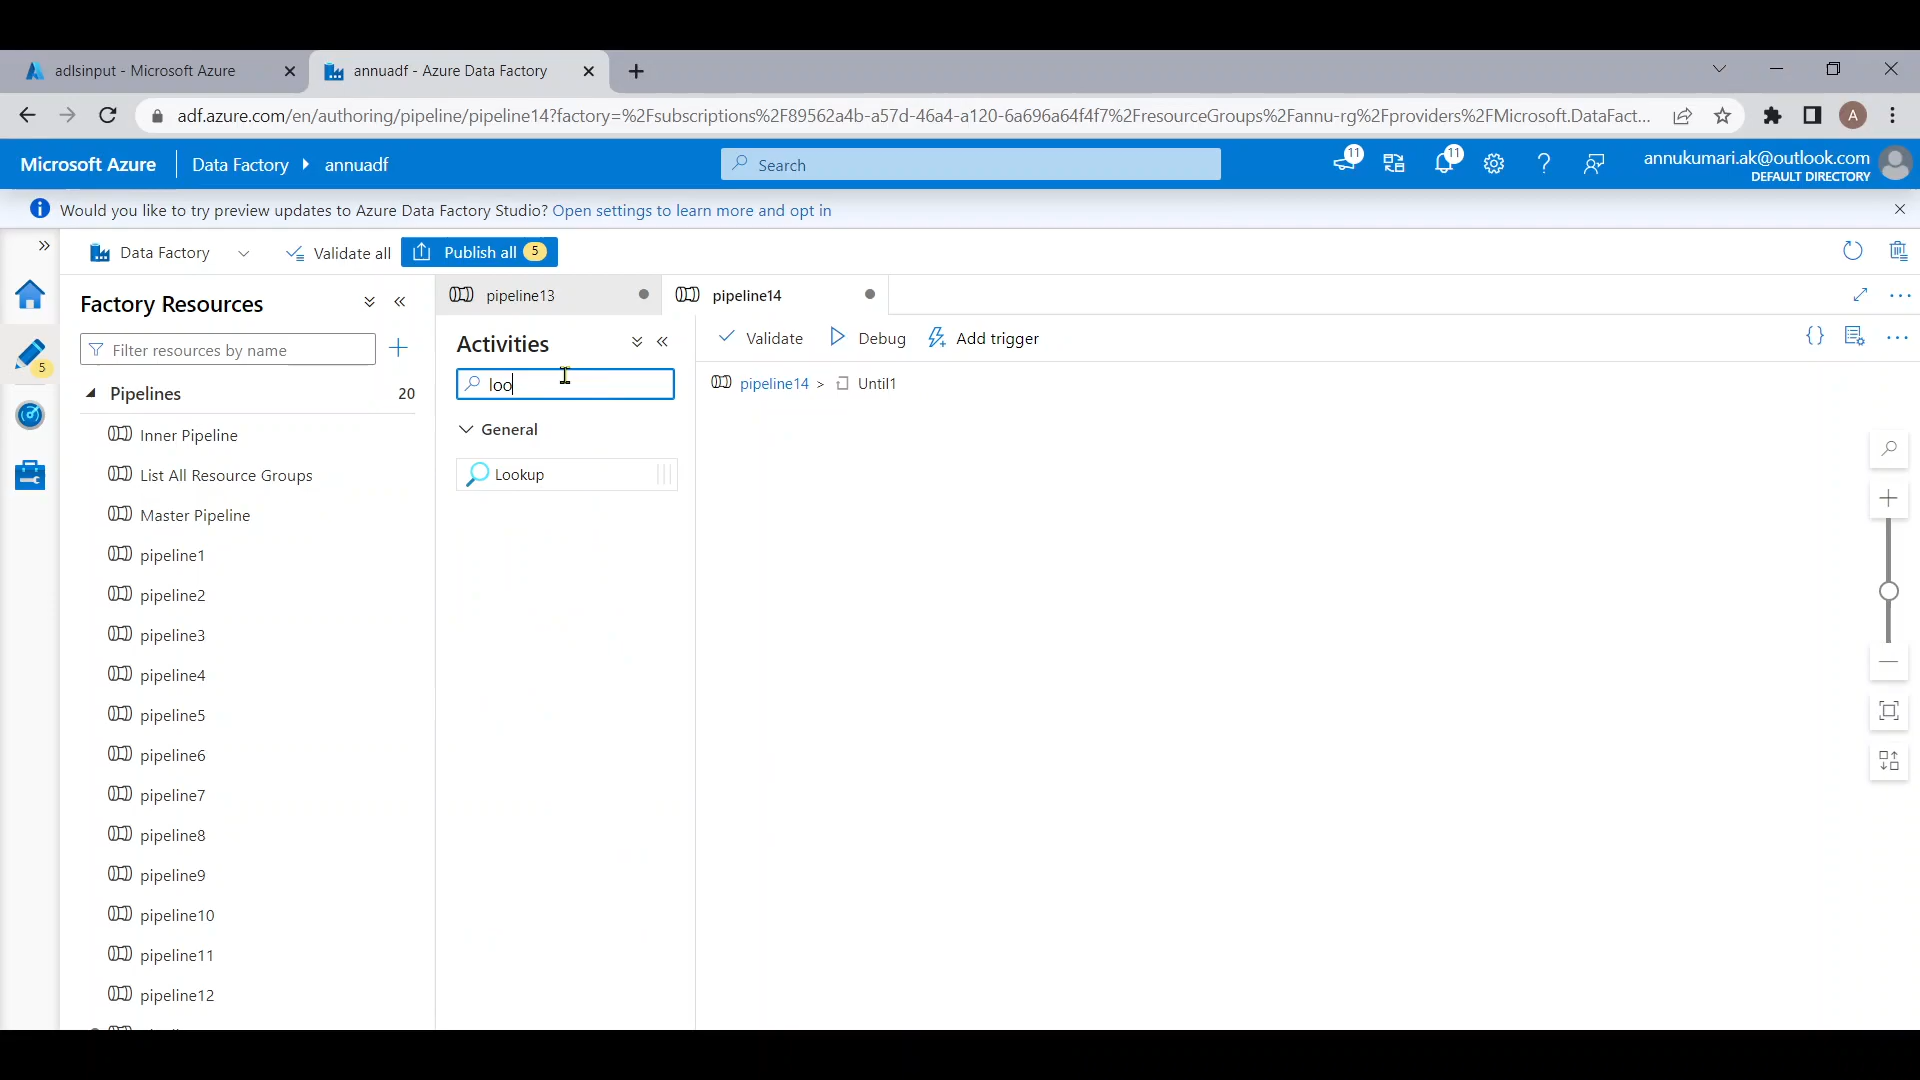 adlsinput - Microsoft Azure
annuadf - Azure Data Factory
adf.azure.com/en/authoring/pipeline/pipeline14?factory=%2Fsubscriptions%2F89562a4b-a57d-46a4-a120-6a696a64f4f7%2FresourceGroups%2Fannu-rg%2Fproviders%2FMicrosoft.DataFact...
A
Microsoft Azure
Data Factory
annuadf
Search
11
11
annukumari.ak@outlook.com
DEFAULT DIRECTORY
Would you like to try preview updates to Azure Data Factory Studio? Open settings to learn more and opt in
Data Factory
Validate all
Publish all 5
5
Factory Resources
Filter resources by name
Pipelines 20
Inner Pipeline
List All Resource Groups
Master Pipeline
pipeline1
pipeline2
pipeline3
pipeline4
pipeline5
pipeline6
pipeline7
pipeline8
pipeline9
pipeline10
pipeline11
pipeline12
pipeline13
pipeline14
Activities
loo
General
Lookup
Validate
Debug
Add trigger
pipeline14 > Until1